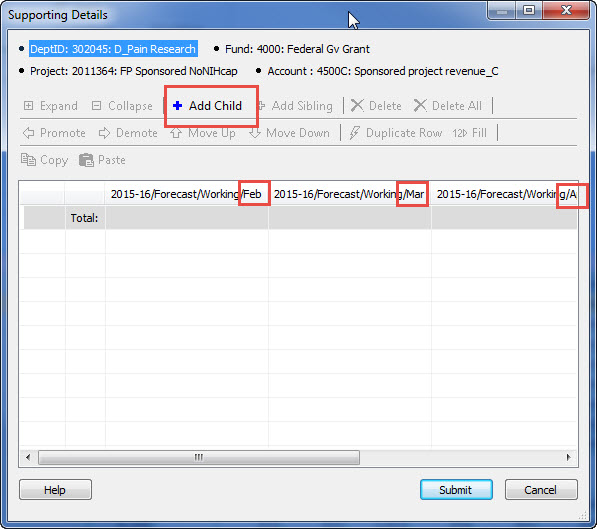 Supporting Details
• DeptID: 302045: D_Pain Research • Fund: 4000: Federal Gv Grant
• Project: 2011364: FP Sponsored NoNIHcap • Account : 4500C: Sponsored project revenue_C
Expand Collapse Add Child Add Sibling Delete Delete All
Promote Demote Move Up Move Down Duplicate Row 12 Fill
Copy Paste
2015-16/Forecast/Working/Feb 2015-16/Forecast/Working/Mar 2015-16/Forecast/Working/A
Total:
Help Submit Cancel